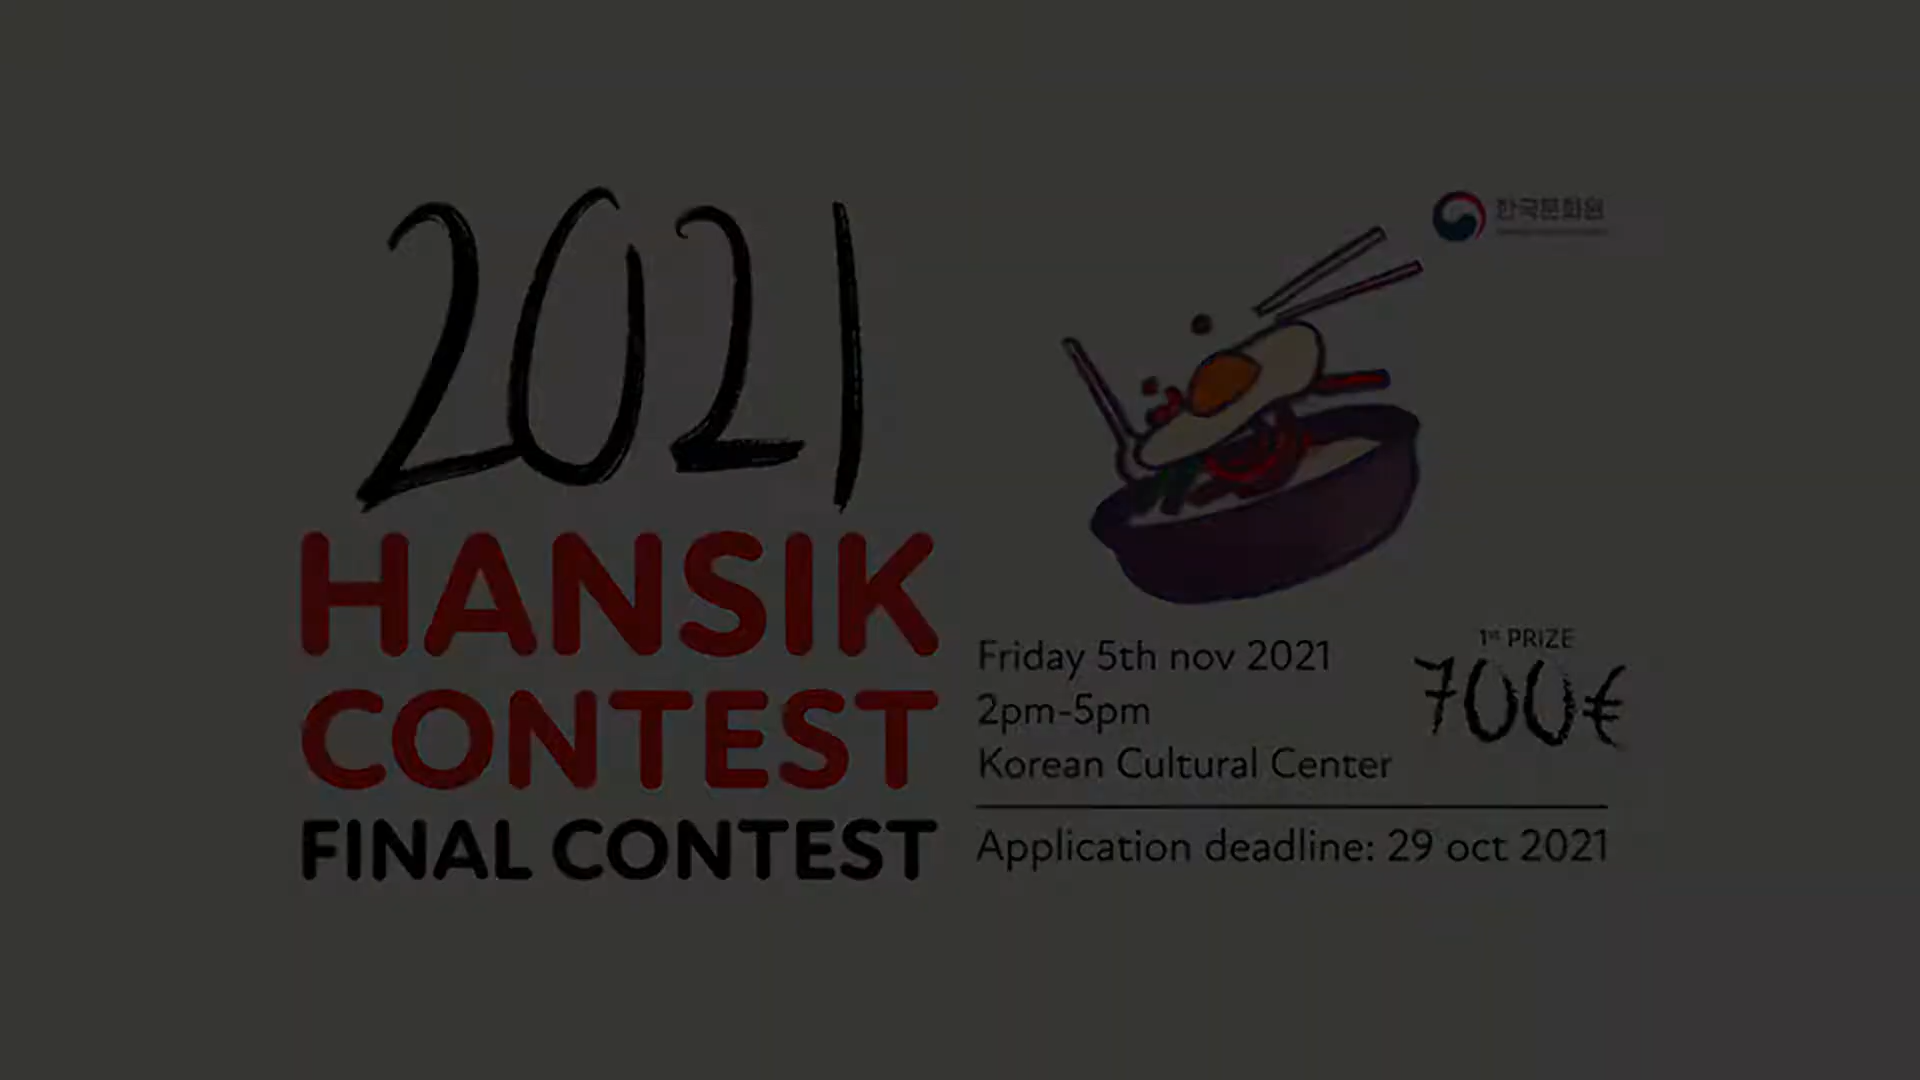 2021
HANSIK
CONTEST
FINAL CONTEST
한국문화원
Friday 5th nov 2021
2pm-5pm
Korean Cultural Center
1st PRIZE
700€
Application deadline: 29 oct 2021